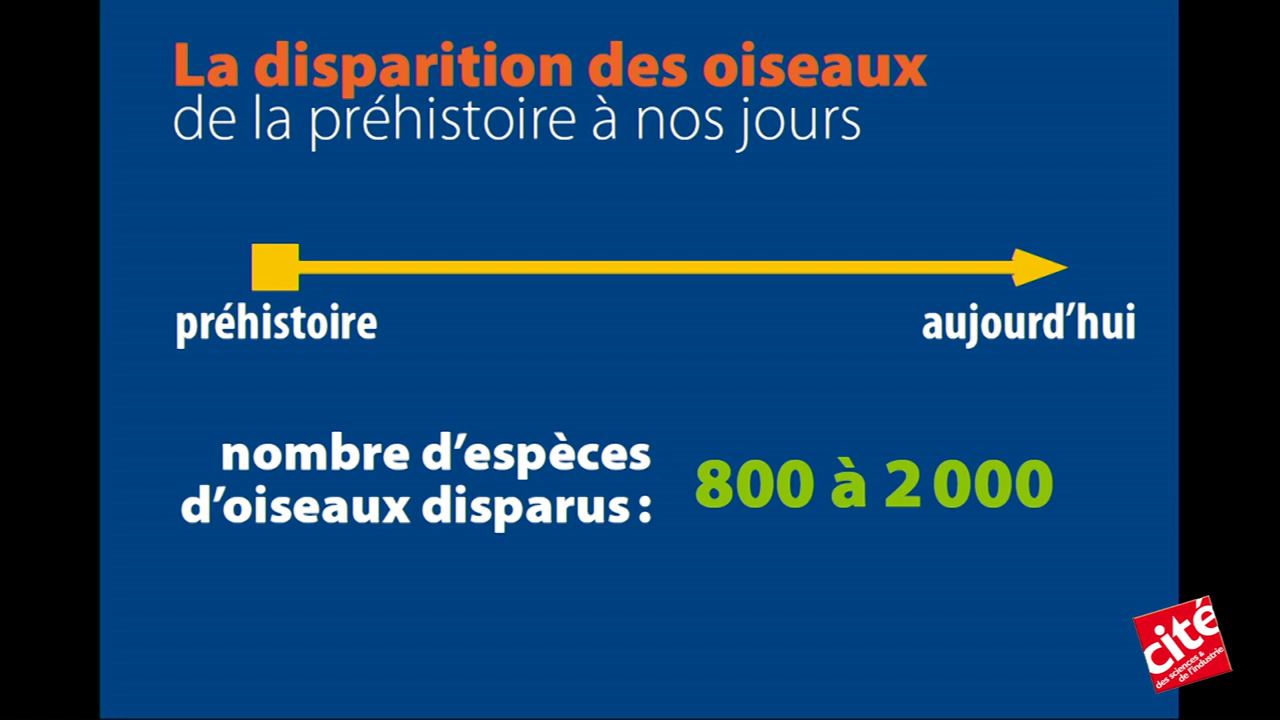 La disparition des oiseaux
de la préhistoire à nos jours
préhistoire
aujourd’hui
nombre d’espèces
d’oiseaux disparus :
800 à 2 000
cité
des sciences &
de l'industrie